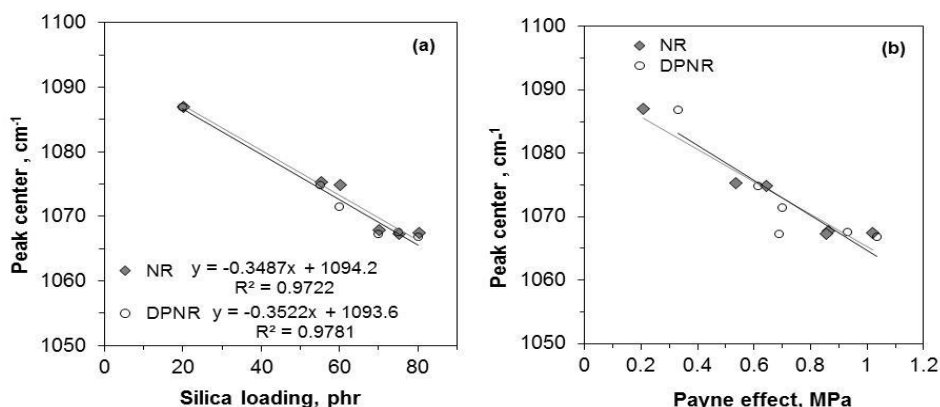 1100
1090
1080
1070
1060
1050
Peak center , cm-1
(a)
NR y = -0.3487x + 1094.2
R² = 0.9722
DPNR y = -0.3522x + 1093.6
R² = 0.9781
0 20 40 60 80
Silica loading, phr
1100
1090
1080
1070
1060
1050
Peak center , cm-1
NR
DPNR
(b)
0 0.2 0.4 0.6 0.8 1 1.2
Payne effect, MPa